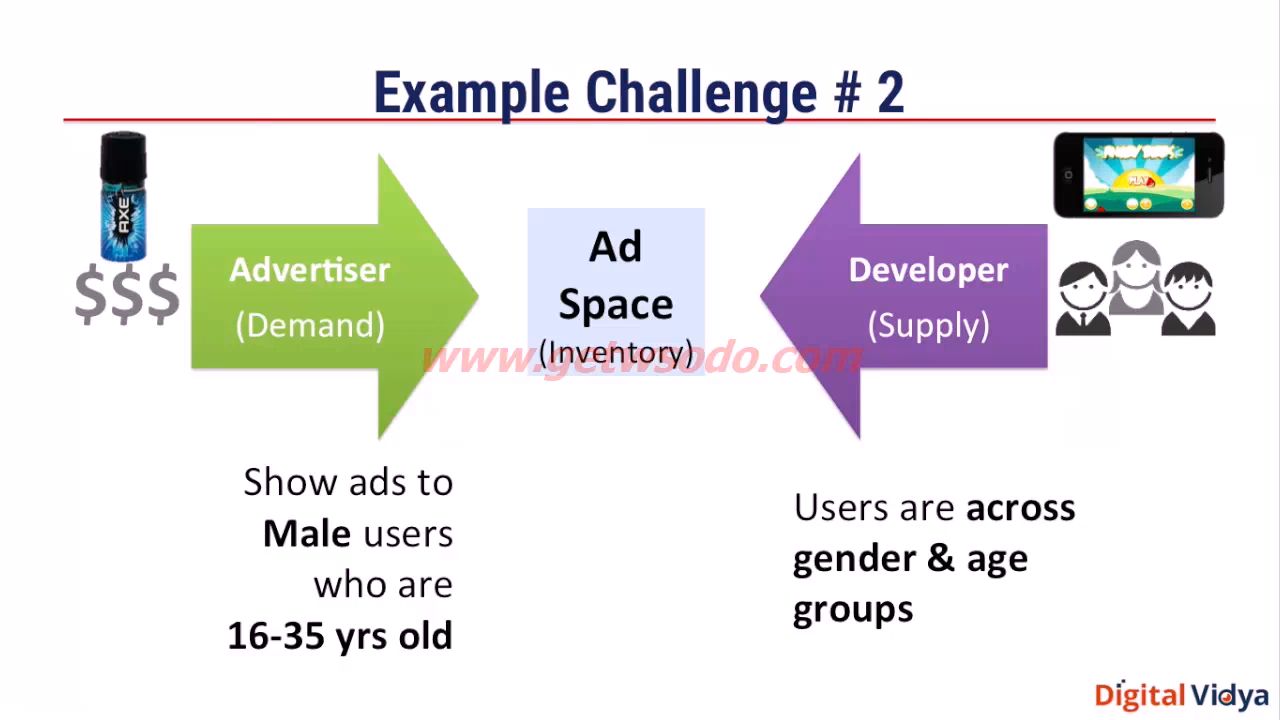 Example Challenge # 2
AXE
$$$
Advertiser
(Demand)
Ad
Space
(Inventory)
Developer
(Supply)
PLAY
www.getwsodo.com
Show ads to
Male users
who are
16-35 yrs old
Users are across
gender & age
groups
Digital Vidya